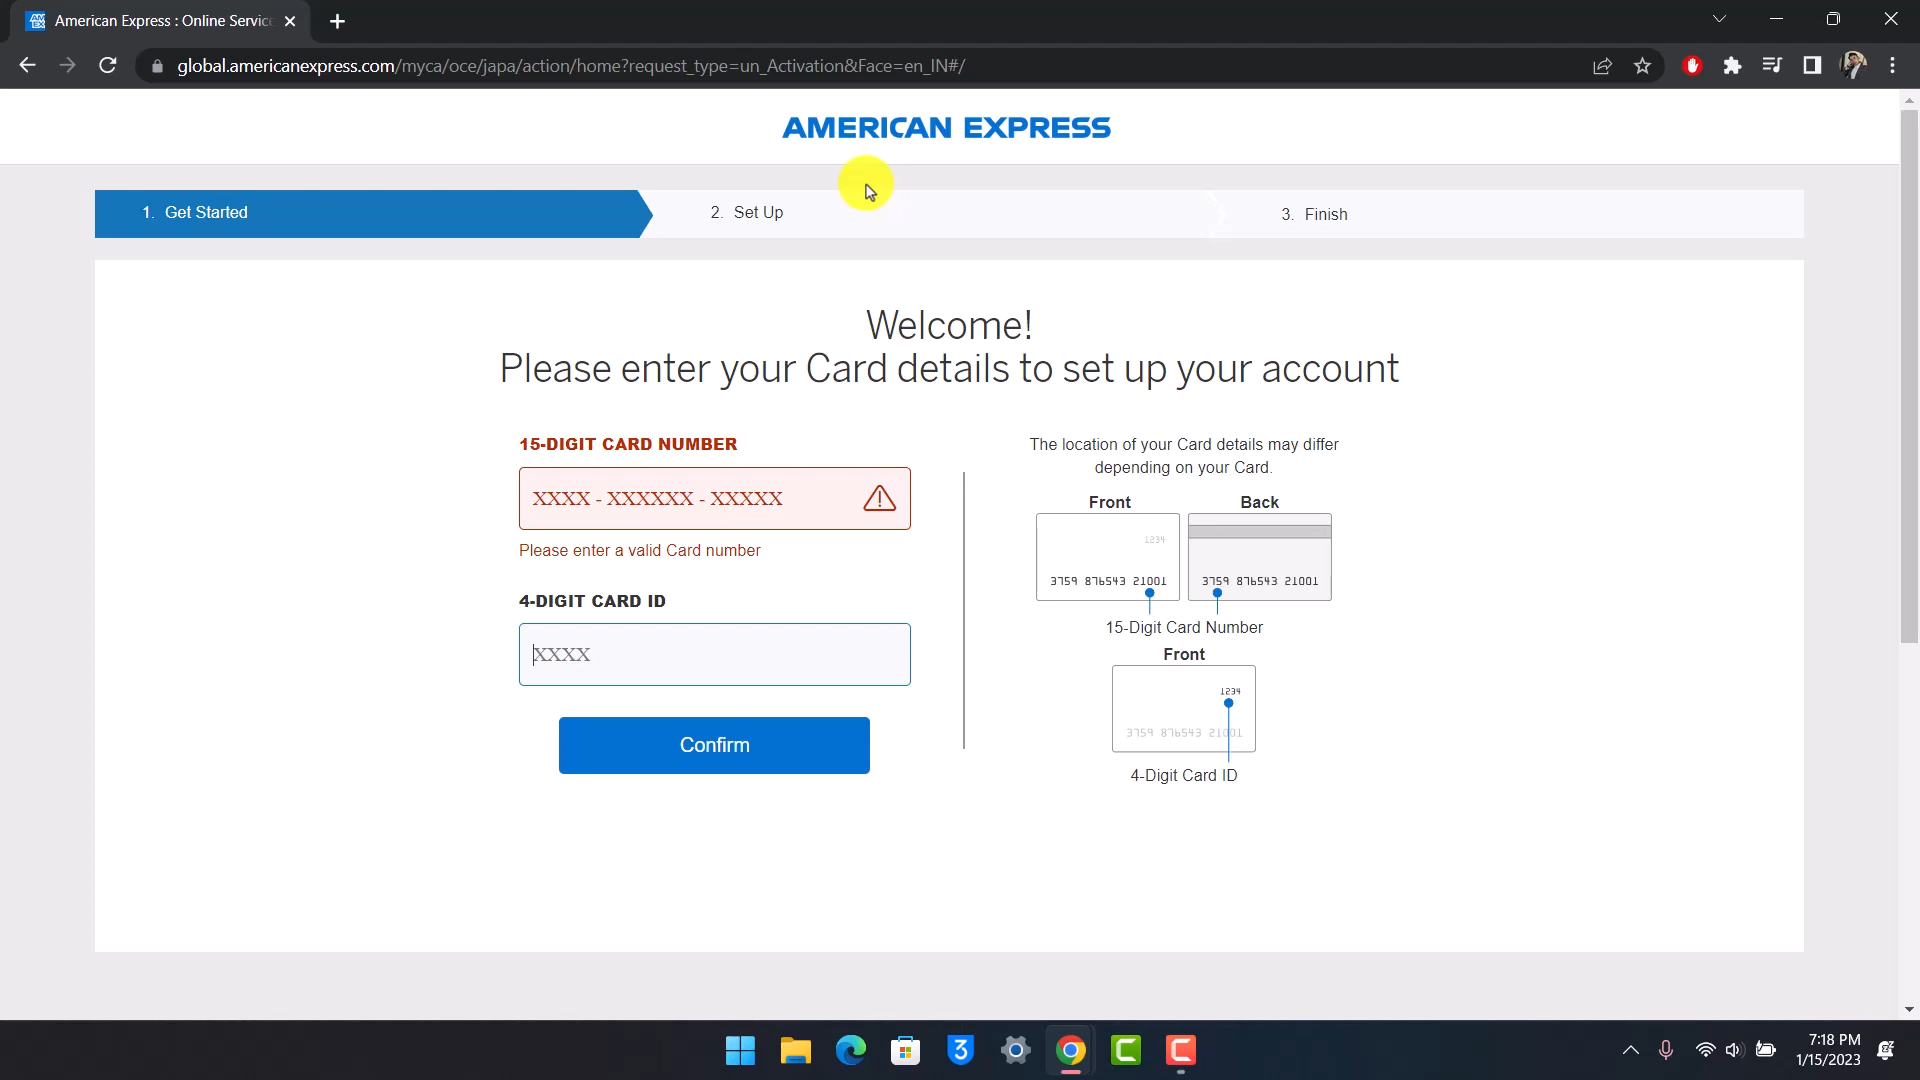 American Express : Online Servic
global.americanexpress.com/myca/oce/japa/action/home?request_type=un_Activation&Face=en_IN#/
AMERICAN EXPRESS
1. Get Started
2. Set Up
3. Finish
Welcome!
Please enter your Card details to set up your account
15-DIGIT CARD NUMBER
XXXX - XXXXXX - XXXXX
Please enter a valid Card number
4-DIGIT CARD ID
XXXX
Confirm
The location of your Card details may differ
depending on your Card.
Front Back
1234
3759 876543 21001 3759 876543 21001
15-Digit Card Number
Front
1234
3759 876543 21001
4-Digit Card ID
3
7:18 PM
1/15/2023